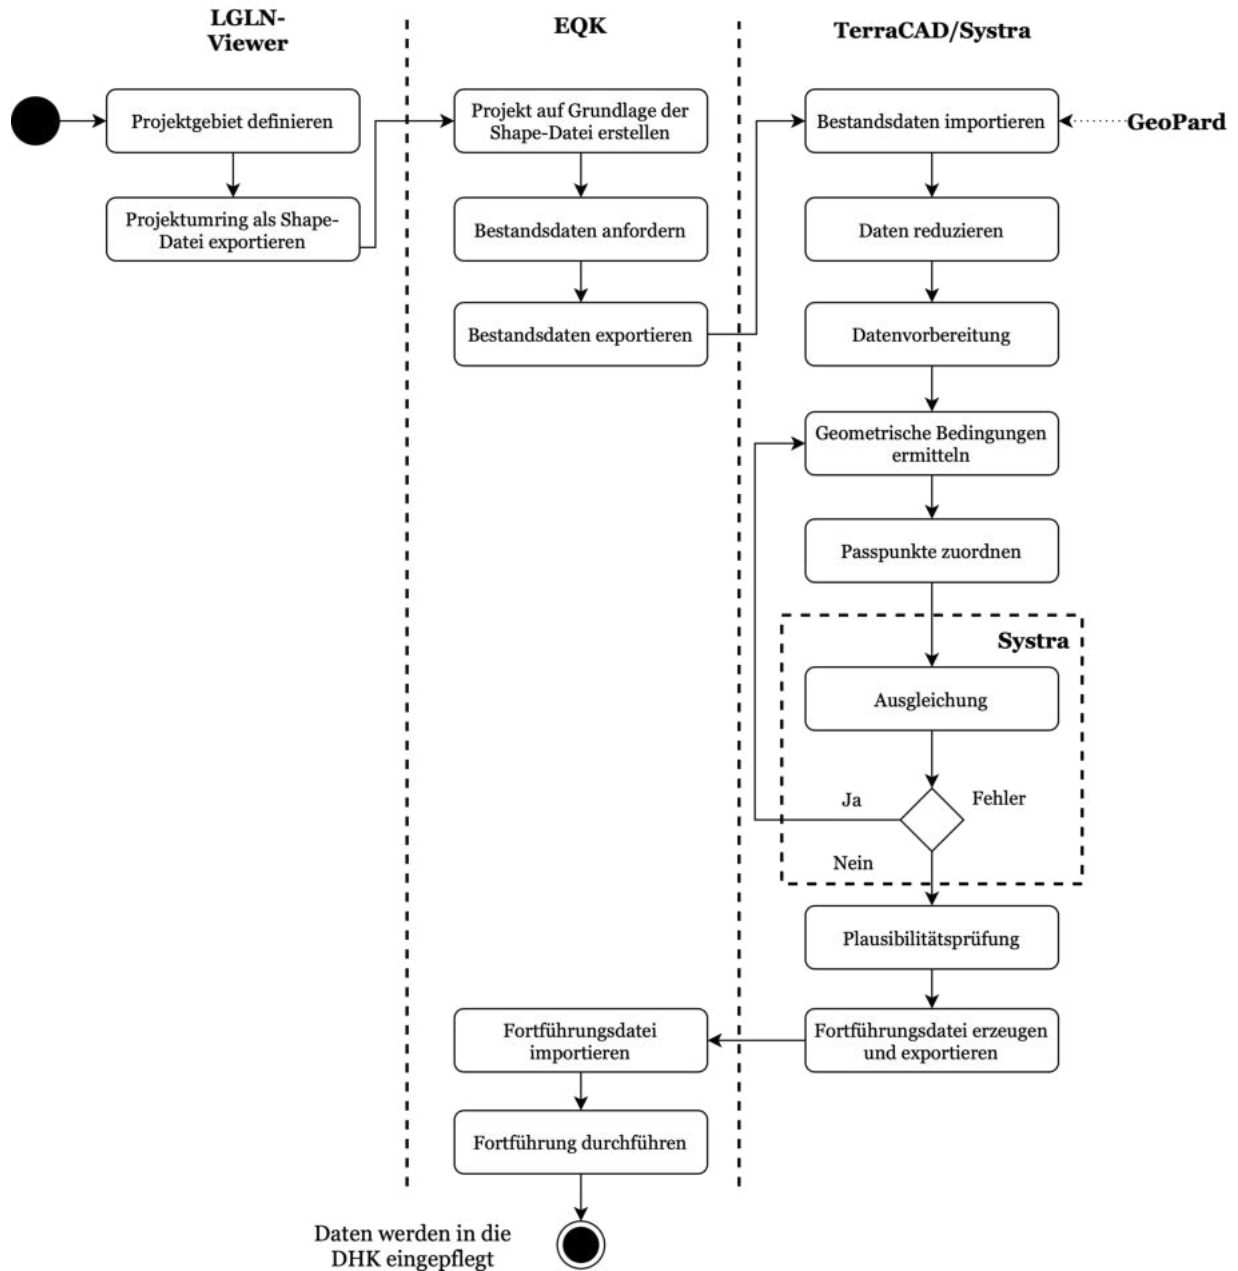 LGLN-
Viewer
EQK
TerraCAD/Systra
Projektgebiet definieren
Projektumring als Shape-
Datei exportieren
Projekt auf Grundlage der
Shape-Datei erstellen
Bestandsdaten anfordern
Bestandsdaten exportieren
Bestandsdaten importieren
GeoPard
Daten reduzieren
Datenvorbereitung
Geometrische Bedingungen
ermitteln
Passpunkte zuordnen
Systra
Ausgleichung
Ja
Fehler
Nein
Plausibilitätsprüfung
Fortführungsdatei erzeugen
und exportieren
Fortführungsdatei
importieren
Fortführung durchführen
Daten werden in die
DHK eingepflegt